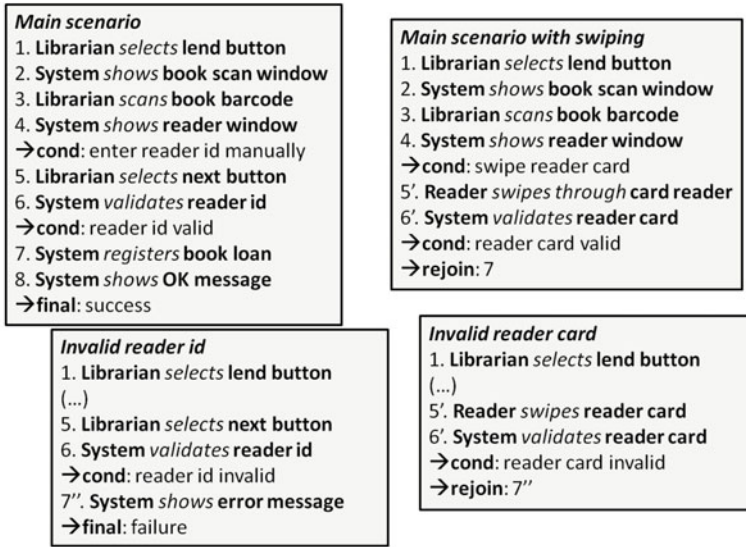 Main scenario
1. Librarian selects lend button
2. System shows book scan window
3. Librarian scans book barcode
4. System shows reader window
→cond: enter reader id manually
5. Librarian selects next button
6. System validates reader id
→cond: reader id valid
7. System registers book loan
8. System shows OK message
→final: success
Main scenario with swiping
1. Librarian selects lend button
2. System shows book scan window
3. Librarian scans book barcode
4. System shows reader window
→cond: swipe reader card
5'. Reader swipes through card reader
6'. System validates reader card
→cond: reader card valid
→rejoin: 7
Invalid reader id
1. Librarian selects lend button
(...)
5. Librarian selects next button
6. System validates reader id
→cond: reader id invalid
7''. System shows error message
→final: failure
Invalid reader card
1. Librarian selects lend button
(...)
5'. Reader swipes reader card
6'. System validates reader card
→cond: reader card invalid
→rejoin: 7''